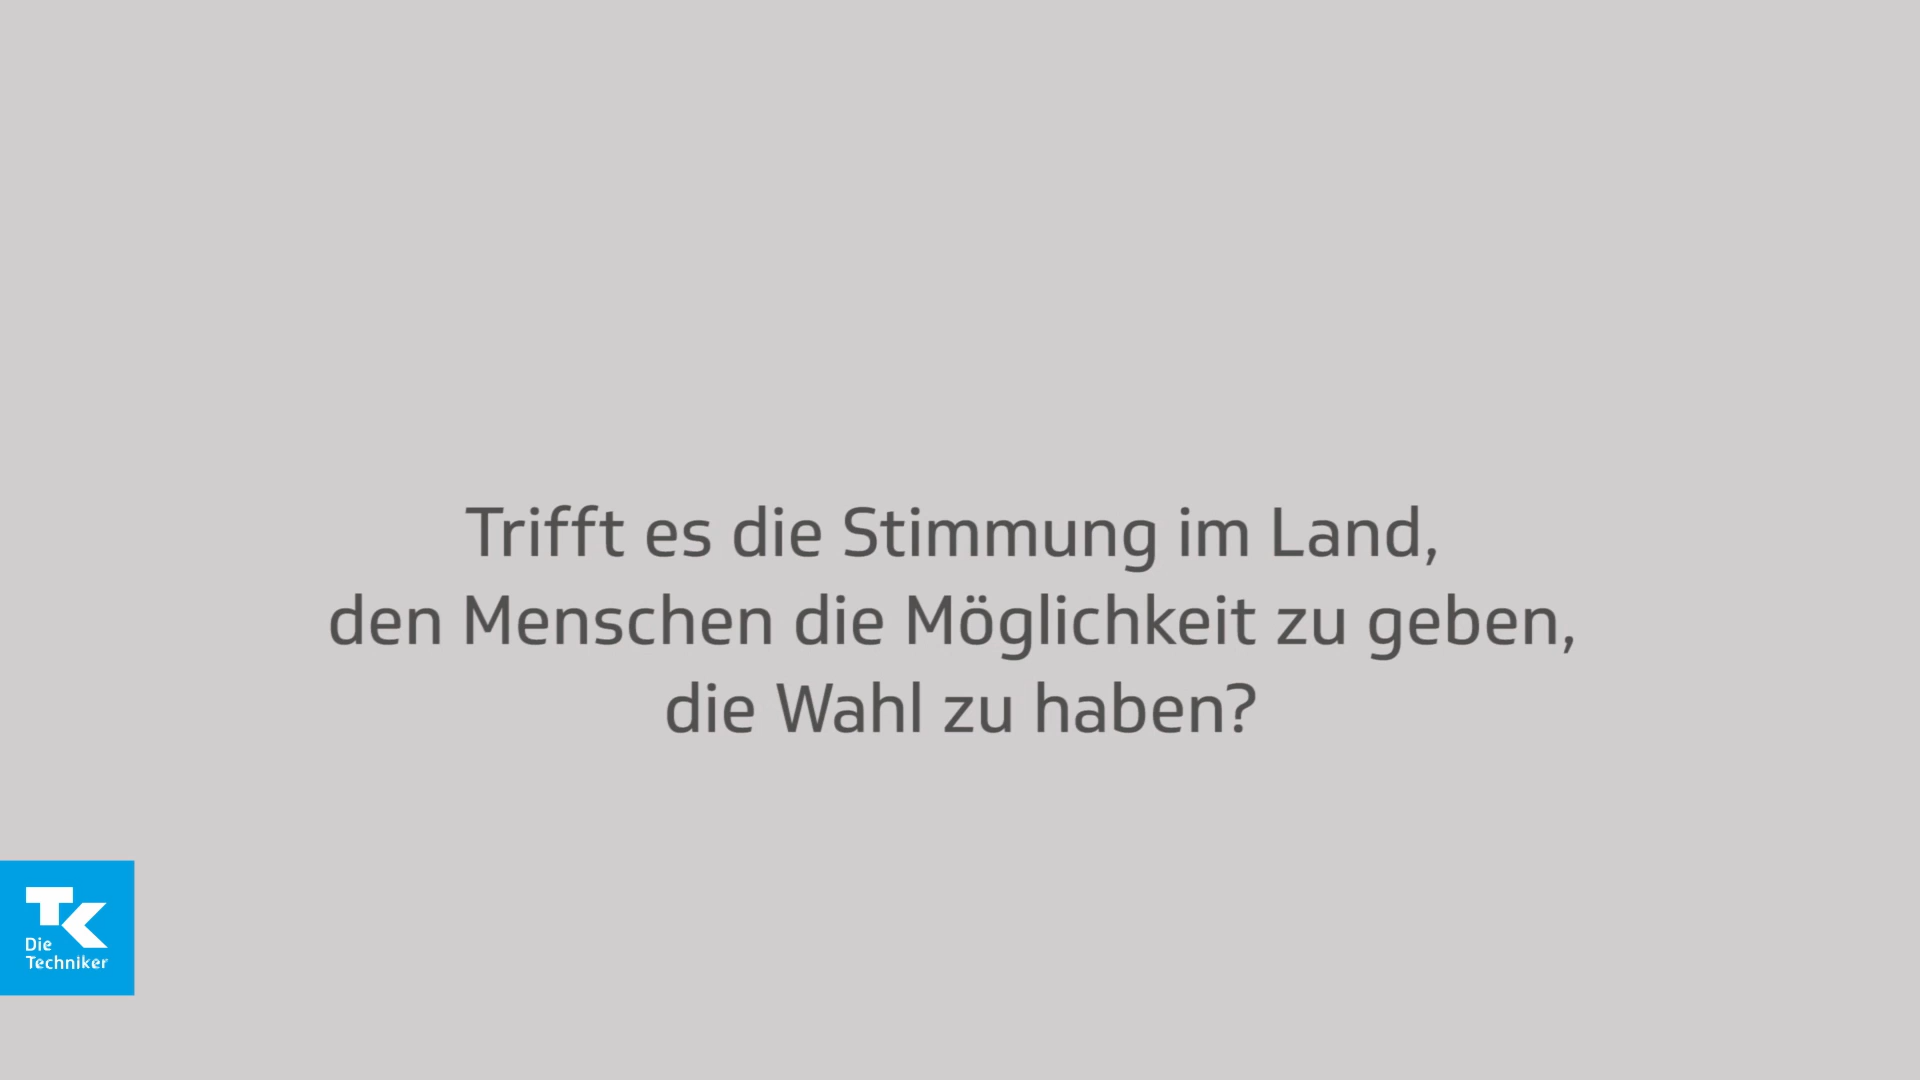 Trifft es die Stimmung im Land,
den Menschen die Möglichkeit zu geben,
die Wahl zu haben?
TK
Die
Techniker